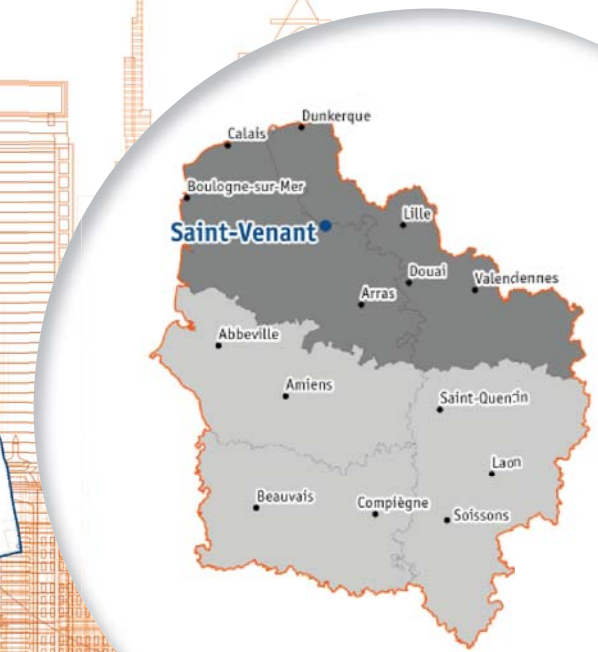 Dunkerque
Calais
Boulogne-sur-Mer
Lille
Saint-Venant
Douai
Valenciennes
Arras
Abbeville
Amiens
Saint-Quentin
Laon
Beauvais
Compiègne
Soissons